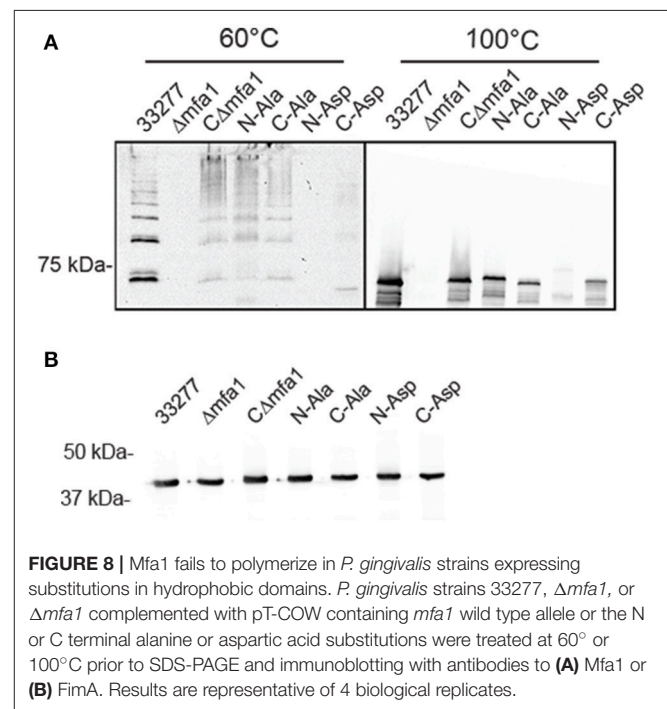 A
60°C 100°C
33277 Δmfa1 CΔmfa1 N-Ala C-Ala N-Asp C-Asp 33277 Δmfa1 CΔmfa1 N-Ala C-Ala N-Asp C-Asp
75 kDa-
B
33277 Δmfa1 CΔmfa1 N-Ala C-Ala N-Asp C-Asp
50 kDa-
37 kDa-
FIGURE 8 | Mfa1 fails to polymerize in P. gingivalis strains expressing
substitutions in hydrophobic domains. P. gingivalis strains 33277, Δmfa1, or
Δmfa1 complemented with pT-COW containing mfa1 wild type allele or the N
or C terminal alanine or aspartic acid substitutions were treated at 60° or
100°C prior to SDS-PAGE and immunoblotting with antibodies to (A) Mfa1 or
(B) FimA. Results are representative of 4 biological replicates.